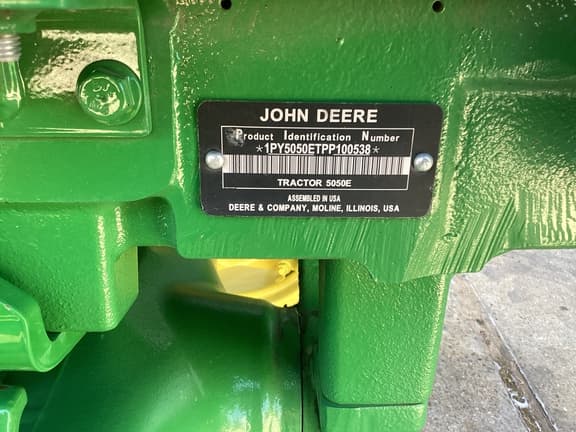 JOHN DEERE
Product Identification Number
*1PY5050ETPP100538*
TRACTOR 5050E
ASSEMBLED IN USA
DEERE & COMPANY, MOLINE, ILLINOIS, USA